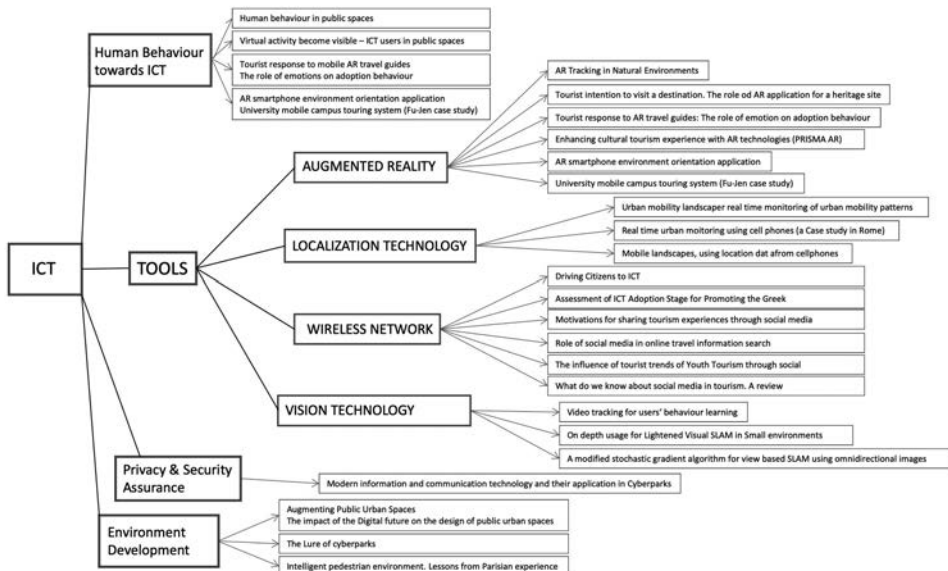 Human Behaviour
towards ICT
Human behaviour in public spaces
Virtual activity become visible – ICT users in public spaces
Tourist response to mobile AR travel guides
The role of emotions on adoption behaviour
AR smartphone environment orientation application
University mobile campus touring system (Fu-Jen case study)
ICT
TOOLS
AUGMENTED REALITY
AR Tracking in Natural Environments
Tourist intention to visit a destination. The role od AR application for a heritage site
Tourist response to AR travel guides: The role of emotion on adoption behaviour
Enhancing cultural tourism experience with AR technologies (PRISMA AR)
AR smartphone environment orientation application
University mobile campus touring system (Fu-Jen case study)
LOCALIZATION TECHNOLOGY
Urban mobility landscaper real time monitoring of urban mobility patterns
Real time urban moitoring using cell phones (a Case study in Rome)
Mobile landscapes, using location dat afrom cellphones
WIRELESS NETWORK
Driving Citizens to ICT
Assessment of ICT Adoption Stage for Promoting the Greek
Motivations for sharing tourism experiences through social media
Role of social media in online travel information search
The influence of tourist trends of Youth Tourism through social
What do we know about social media in tourism. A review
VISION TECHNOLOGY
Video tracking for users' behaviour learning
On depth usage for Lightened Visual SLAM in Small environments
A modified stochastic gradient algorithm for view based SLAM using omnidirectional images
Privacy & Security
Assurance
Modern information and communication technology and their application in Cyberparks
Environment
Development
Augmenting Public Urban Spaces
The impact of the Digital future on the design of public urban spaces
The Lure of cyberparks
Intelligent pedestrian environment. Lessons from Parisian experience